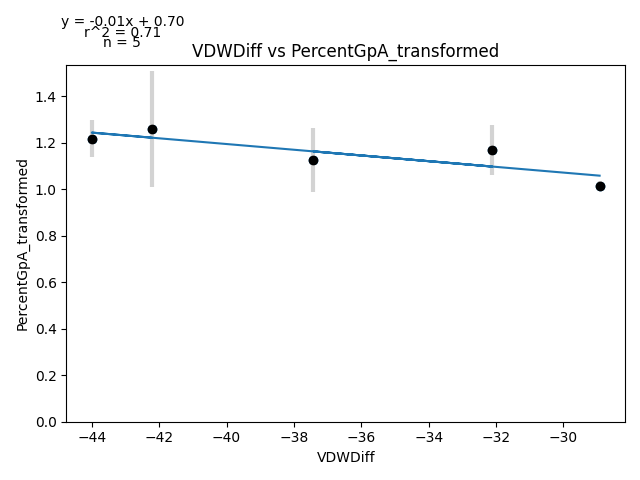 y = -0.01x + 0.70
r^2 = 0.71
n = 5
VDWDiff vs PercentGpA_transformed
PercentGpA_transformed
1.4
1.2
1.0
0.8
0.6
0.4
0.2
0.0
−44 −42 −40 −38 −36 −34 −32 −30
VDWDiff